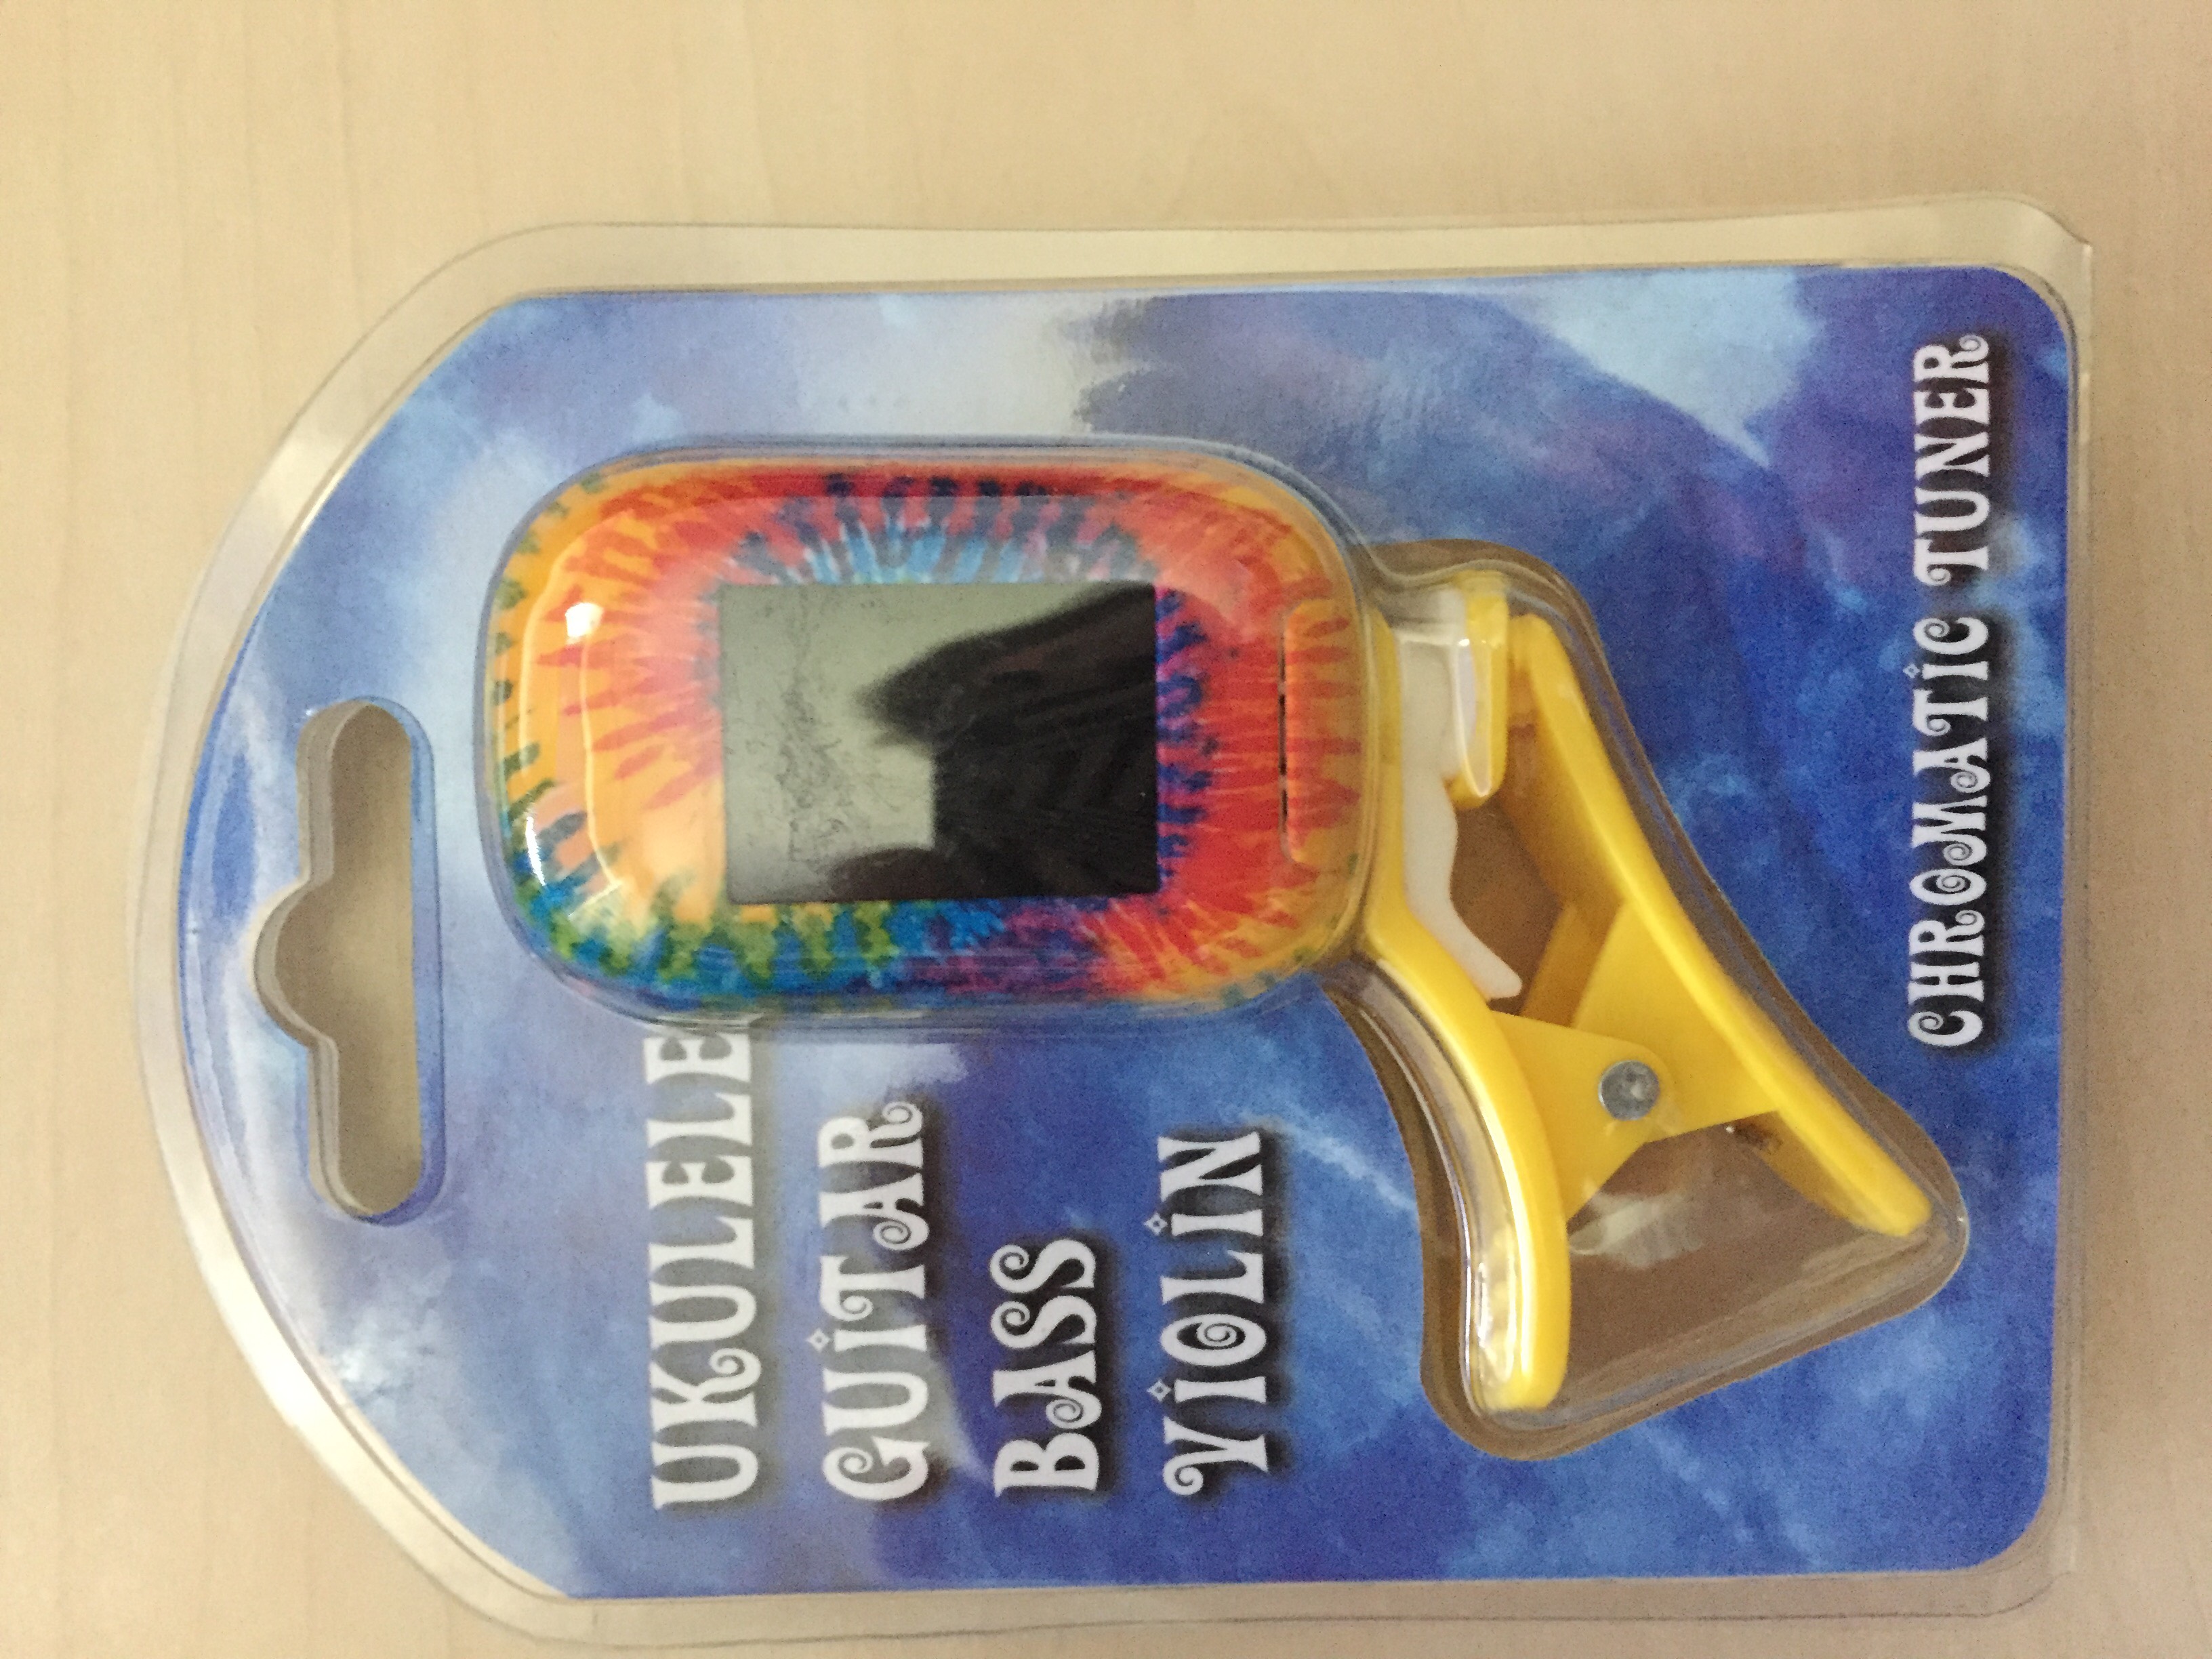 UKULELE
GUITAR
BASS
VIOLIN
CHROMATIC TUNER